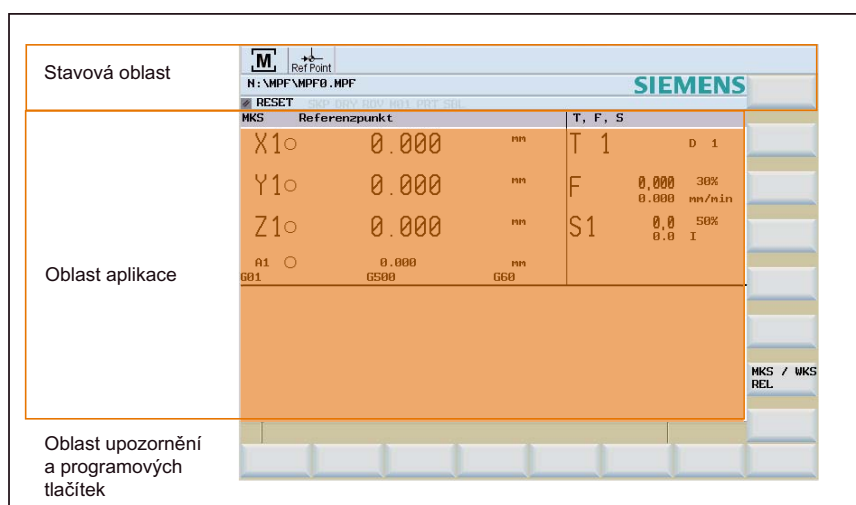 Stavová oblast
M
Ref Point
N:\MPF\MPF0.MPF
SIEMENS
RESET SKP DRY ROV M01 PRT SBL
MKS Referenzpunkt T, F, S
X1 0.000 mm T 1 D 1
Y1 0.000 mm F 0,000 30%
0.000 mm/min
Z1 0.000 mm S1 0,0 50%
0.0 I
A1 0.000 mm
G01 G500 G60
Oblast aplikace
MKS / WKS
REL
Oblast upozornění
a programových
tlačítek